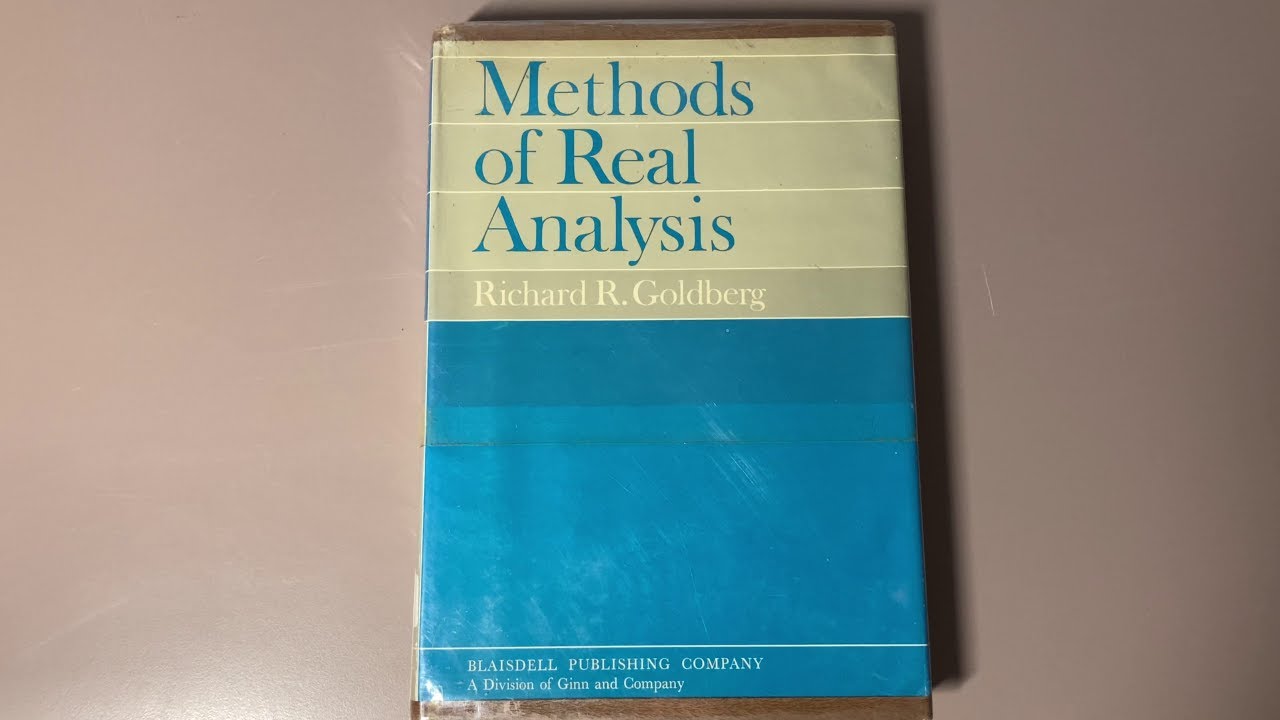 Methods
of Real
Analysis
Richard R. Goldberg
BLAISDELL PUBLISHING COMPANY
A Division of Ginn and Company